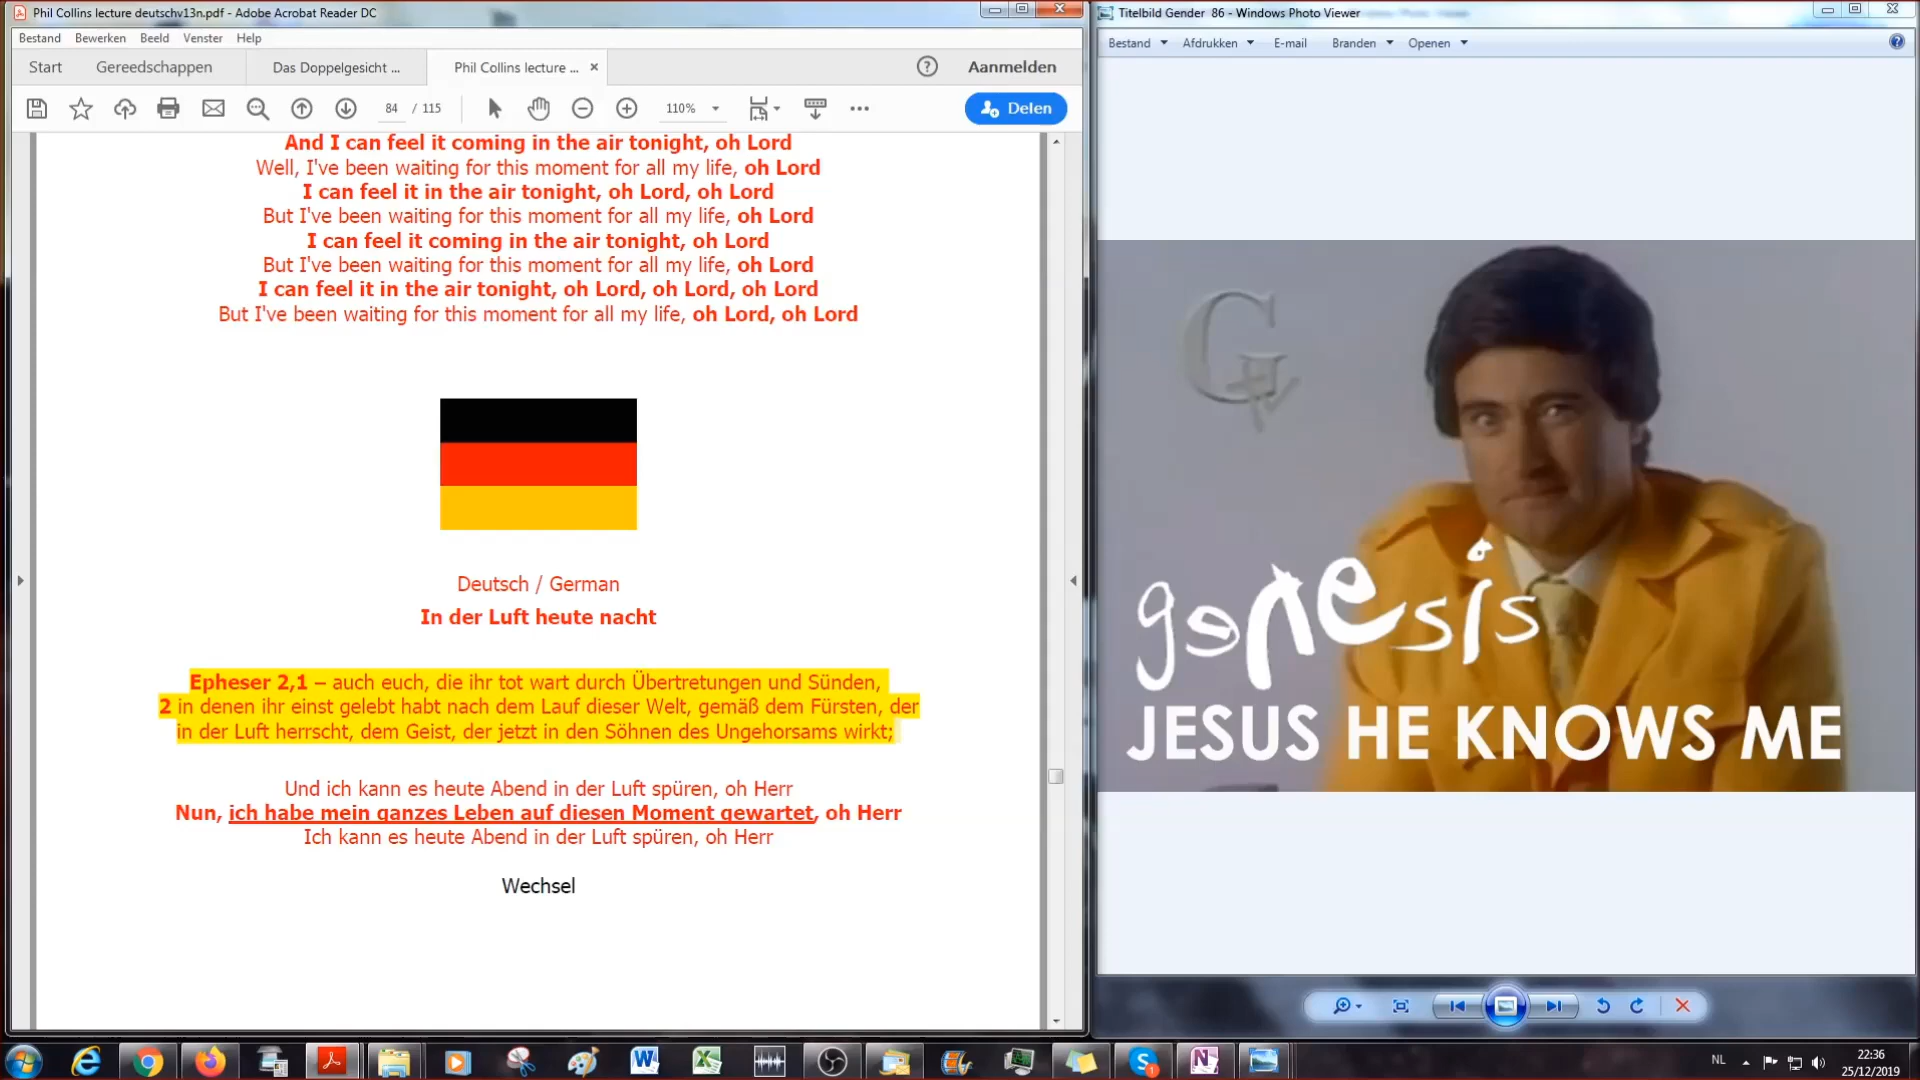 Phil Collins lecture deutschv13n.pdf - Adobe Acrobat Reader DC
Bestand Bewerken Beeld Venster Help
Start Gereedschappen Das Doppelgesicht ... Phil Collins lecture ... × Aanmelden
84 / 115 110% Delen
And I can feel it coming in the air tonight, oh Lord
Well, I've been waiting for this moment for all my life, oh Lord
I can feel it in the air tonight, oh Lord, oh Lord
But I've been waiting for this moment for all my life, oh Lord
I can feel it coming in the air tonight, oh Lord
But I've been waiting for this moment for all my life, oh Lord
I can feel it in the air tonight, oh Lord, oh Lord, oh Lord
But I've been waiting for this moment for all my life, oh Lord, oh Lord
Deutsch / German
In der Luft heute nacht
Epheser 2,1 – auch euch, die ihr tot wart durch Übertretungen und Sünden,
2 in denen ihr einst gelebt habt nach dem Lauf dieser Welt, gemäß dem Fürsten, der
in der Luft herrscht, dem Geist, der jetzt in den Söhnen des Ungehorsams wirkt;
Und ich kann es heute Abend in der Luft spüren, oh Herr
Nun, ich habe mein ganzes Leben auf diesen Moment gewartet, oh Herr
Ich kann es heute Abend in der Luft spüren, oh Herr
Wechsel
Titelbild Gender 86 - Windows Photo Viewer
Bestand Afdrukken E-mail Branden Openen
GTV
genesis
JESUS HE KNOWS ME
NL
22:36
25/12/2019